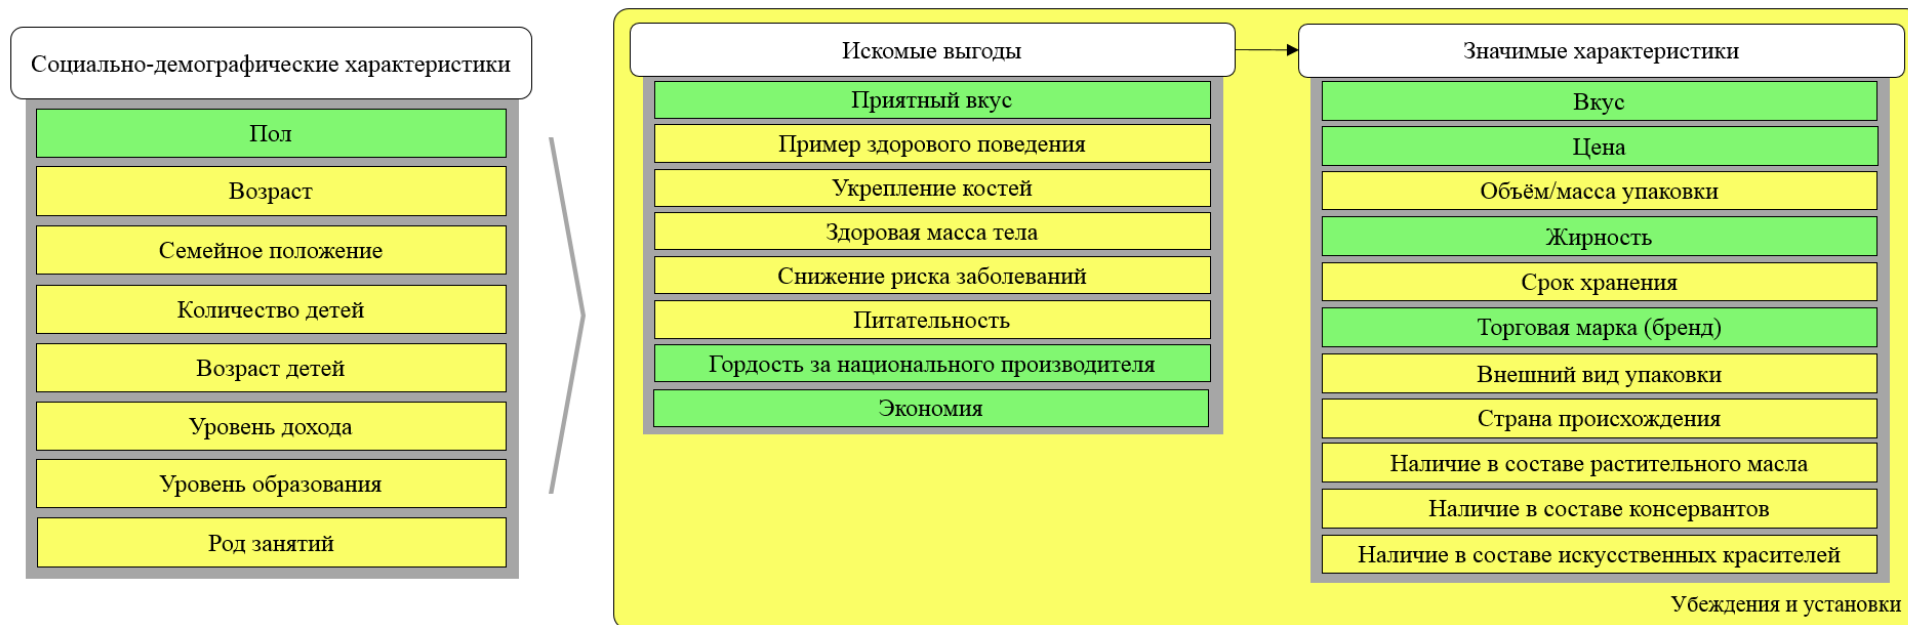 Социально-демографические характеристики
Пол
Возраст
Семейное положение
Количество детей
Возраст детей
Уровень дохода
Уровень образования
Род занятий
Искомые выгоды
Приятный вкус
Пример здорового поведения
Укрепление костей
Здоровая масса тела
Снижение риска заболеваний
Питательность
Гордость за национального производителя
Экономия
Значимые характеристики
Вкус
Цена
Объём/масса упаковки
Жирность
Срок хранения
Торговая марка (бренд)
Внешний вид упаковки
Страна происхождения
Наличие в составе растительного масла
Наличие в составе консервантов
Наличие в составе искусственных красителей
Убеждения и установки